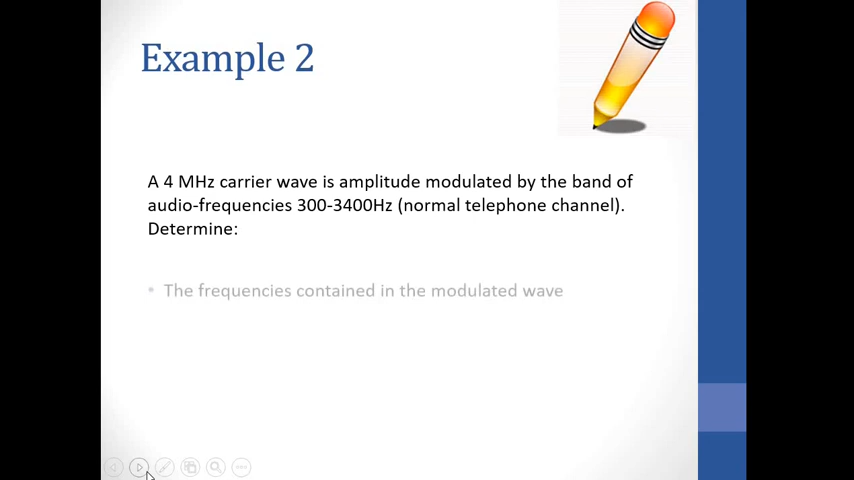 Example 2
A 4 MHz carrier wave is amplitude modulated by the band of
audio-frequencies 300-3400Hz (normal telephone channel).
Determine:
• The frequencies contained in the modulated wave